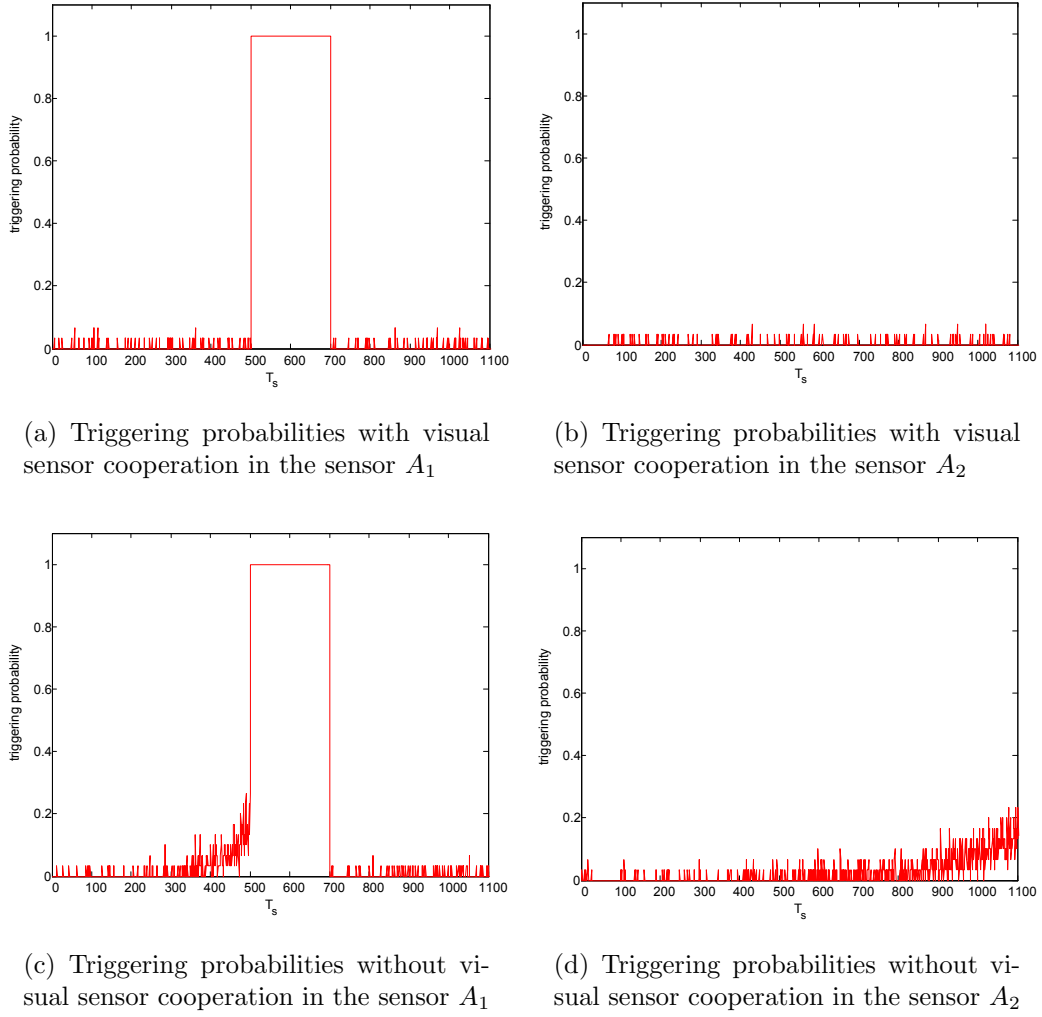 triggering probability
1
0.8
0.6
0.4
0.2
0
0 100 200 300 400 500 600 700 800 900 1000 1100
T_s
(a) Triggering probabilities with visual
sensor cooperation in the sensor A_1
triggering probability
1
0.8
0.6
0.4
0.2
0
0 100 200 300 400 500 600 700 800 900 1000 1100
T_s
(b) Triggering probabilities with visual
sensor cooperation in the sensor A_2
triggering probability
1
0.8
0.6
0.4
0.2
0
0 100 200 300 400 500 600 700 800 900 1000 1100
T_s
(c) Triggering probabilities without vi-
sual sensor cooperation in the sensor A_1
triggering probability
1
0.8
0.6
0.4
0.2
0
0 100 200 300 400 500 600 700 800 900 1000 1100
T_s
(d) Triggering probabilities without vi-
sual sensor cooperation in the sensor A_2